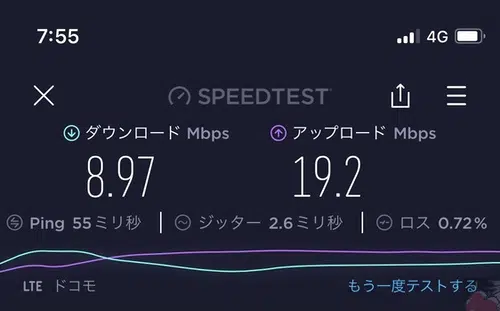 7:55 4G
SPEEDTEST
ダウンロード Mbps アップロード Mbps
8.97 19.2
Ping 55ミリ秒 ジッター 2.6ミリ秒 ロス 0.72%
LTE ドコモ もう一度テストする